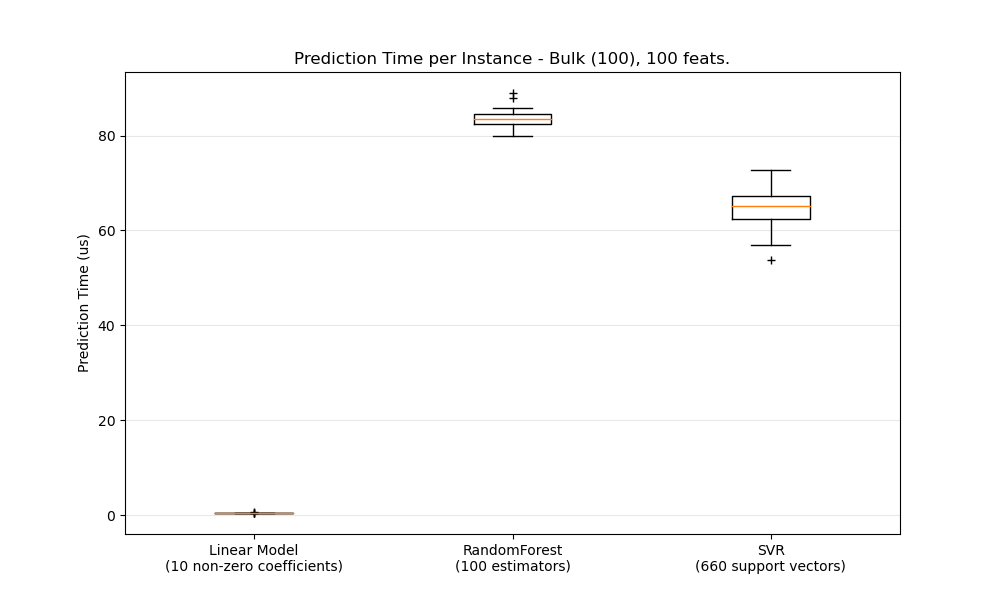 Prediction Time per Instance - Bulk (100), 100 feats.
Prediction Time (us)
80
60
40
20
0
Linear Model
(10 non-zero coefficients)
RandomForest
(100 estimators)
SVR
(660 support vectors)